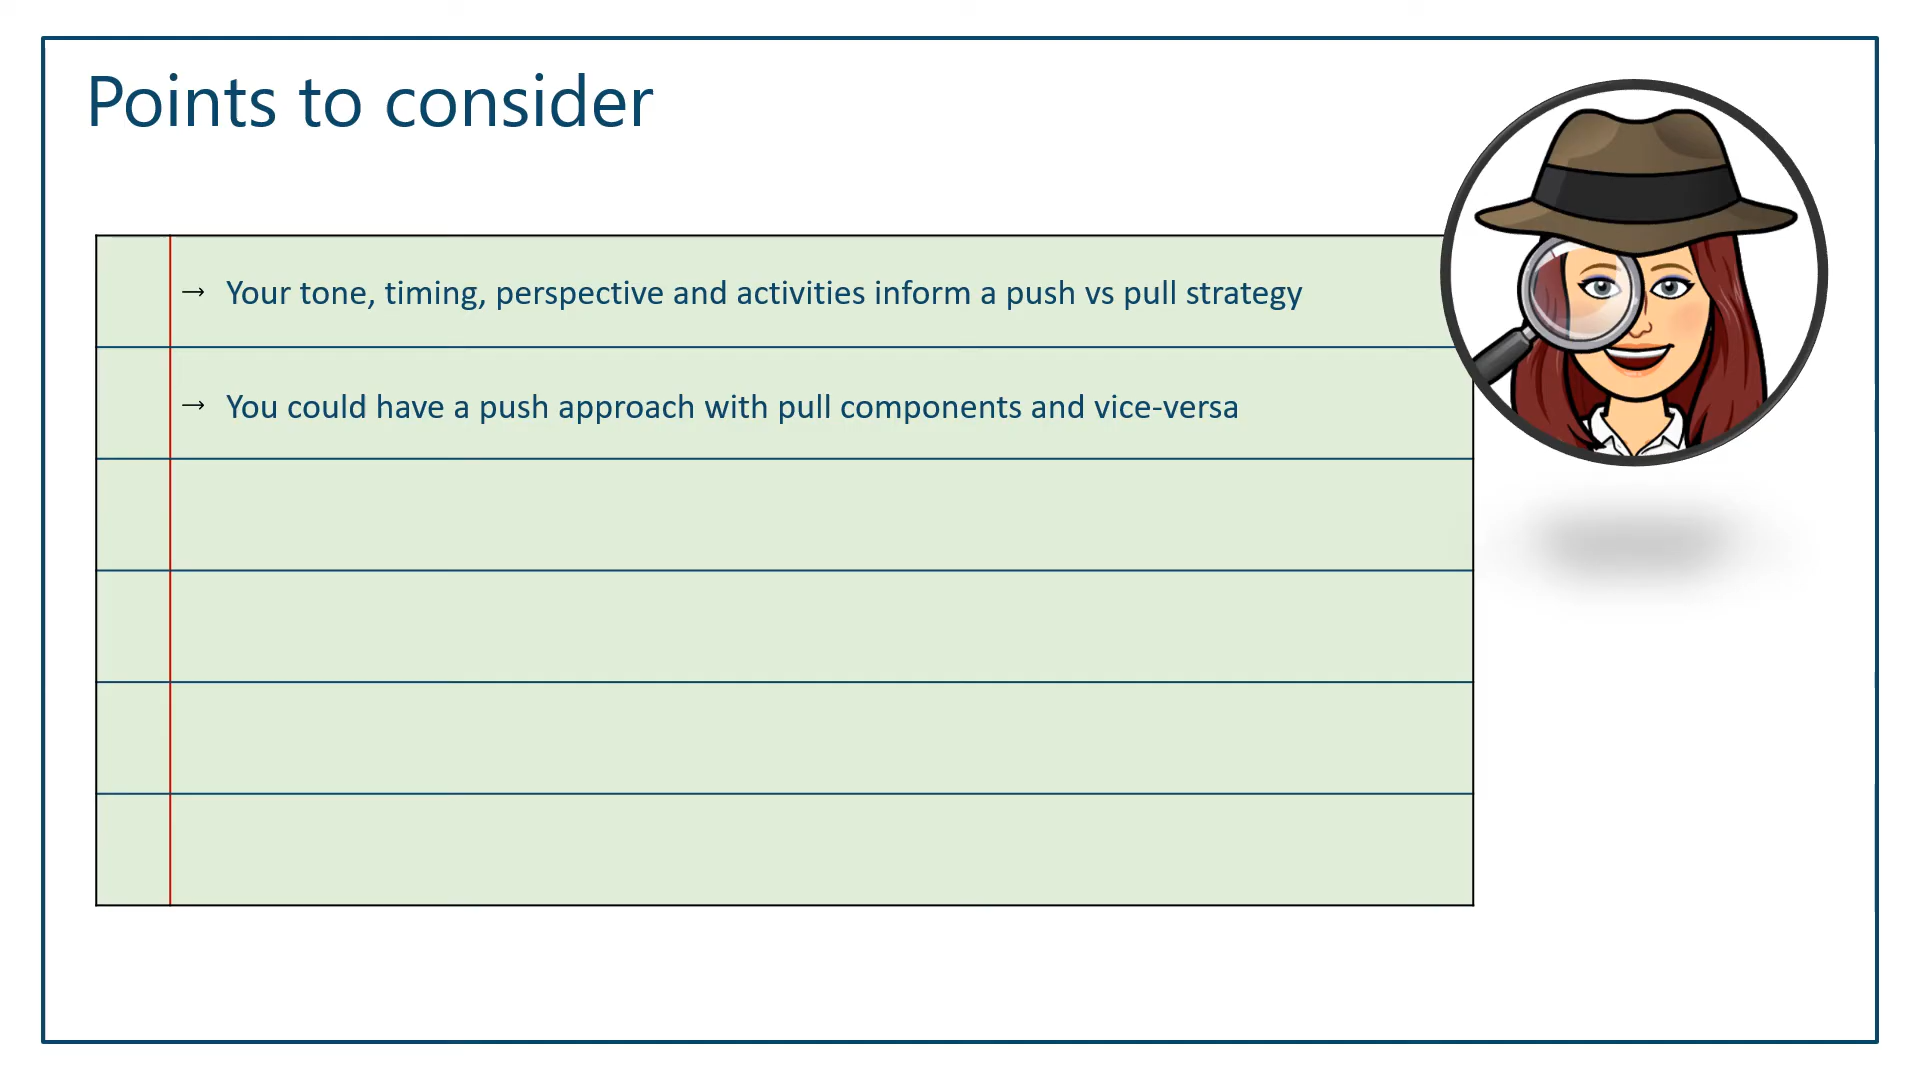 Points to consider
→ Your tone, timing, perspective and activities inform a push vs pull strategy
→ You could have a push approach with pull components and vice-versa